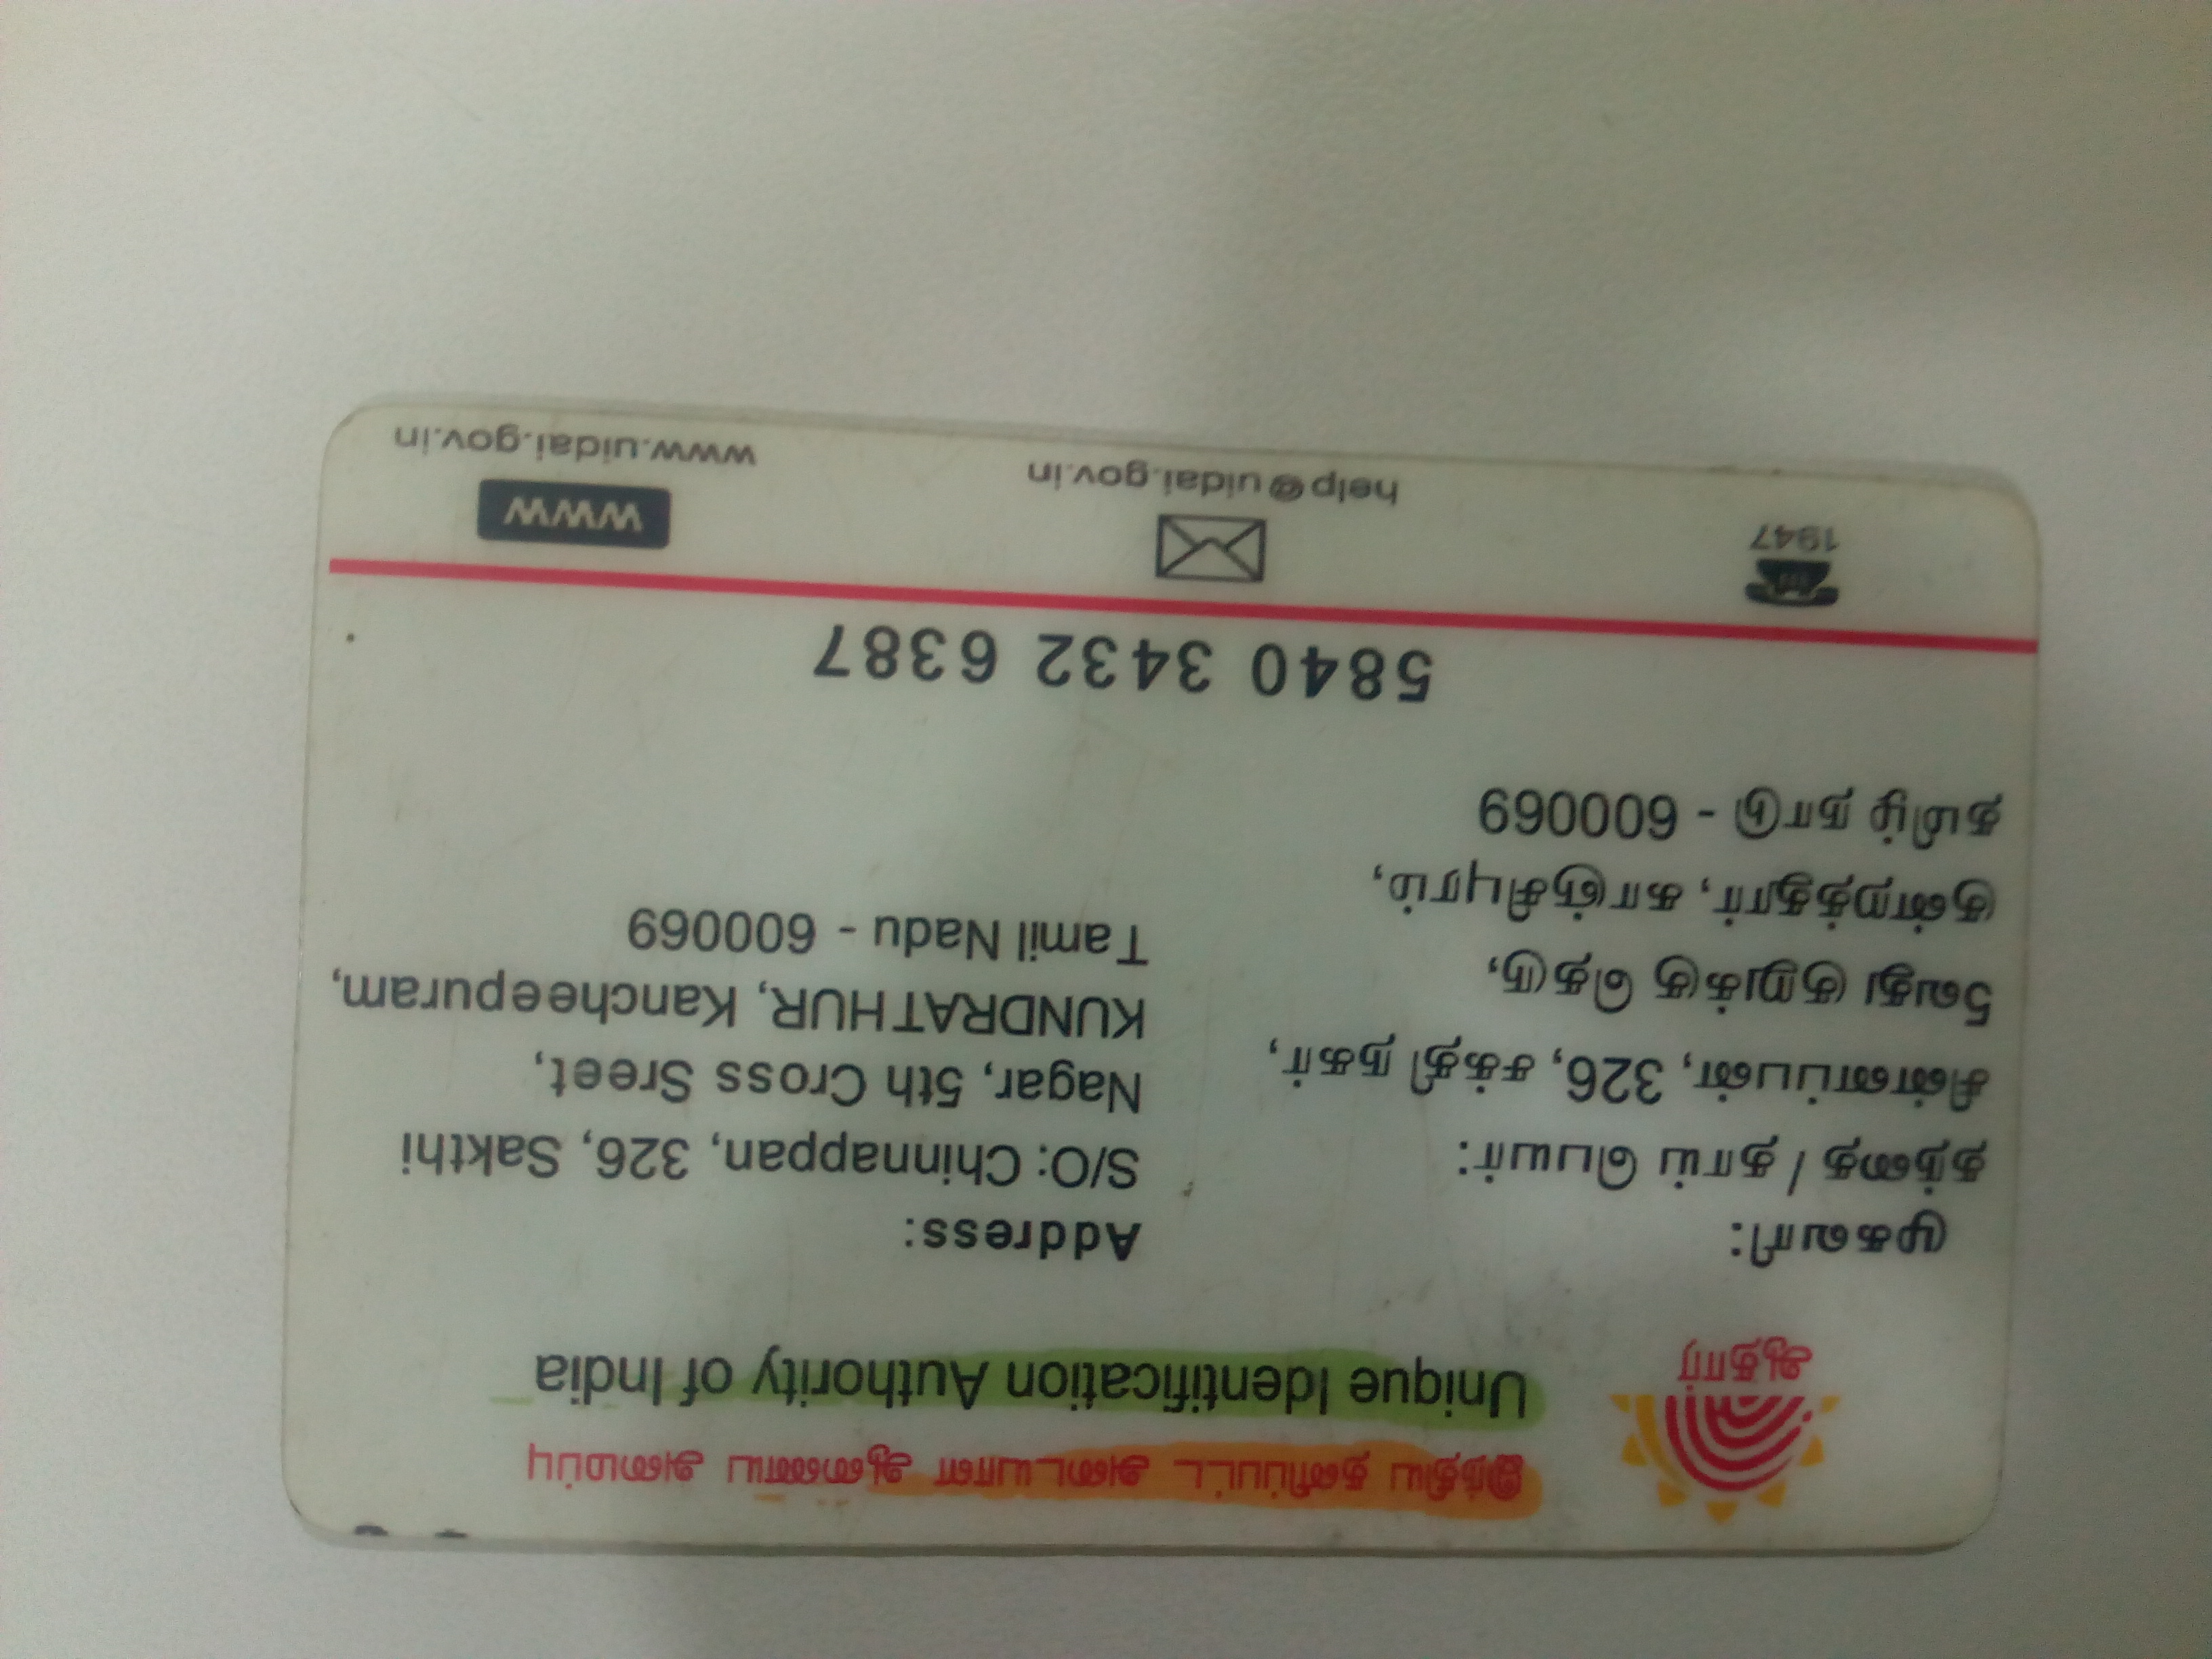 இந்திய தனிப்பட்ட அடையாள ஆணைய அமைப்பு
Unique Identification Authority of India
ஆதார்
முகவரி:
தந்தை / தாய் பெயர்:
சின்னப்பன், 326, சக்தி நகர்,
5வது குறுக்கு தெரு,
குன்றத்தூர், காஞ்சிபுரம்,
தமிழ் நாடு - 600069
Address:
S/O: Chinnappan, 326, Sakthi
Nagar, 5th Cross Sreet,
KUNDRATHUR, Kancheepuram,
Tamil Nadu - 600069
5840 3432 6387
1947
help@uidai.gov.in
WWW
www.uidai.gov.in